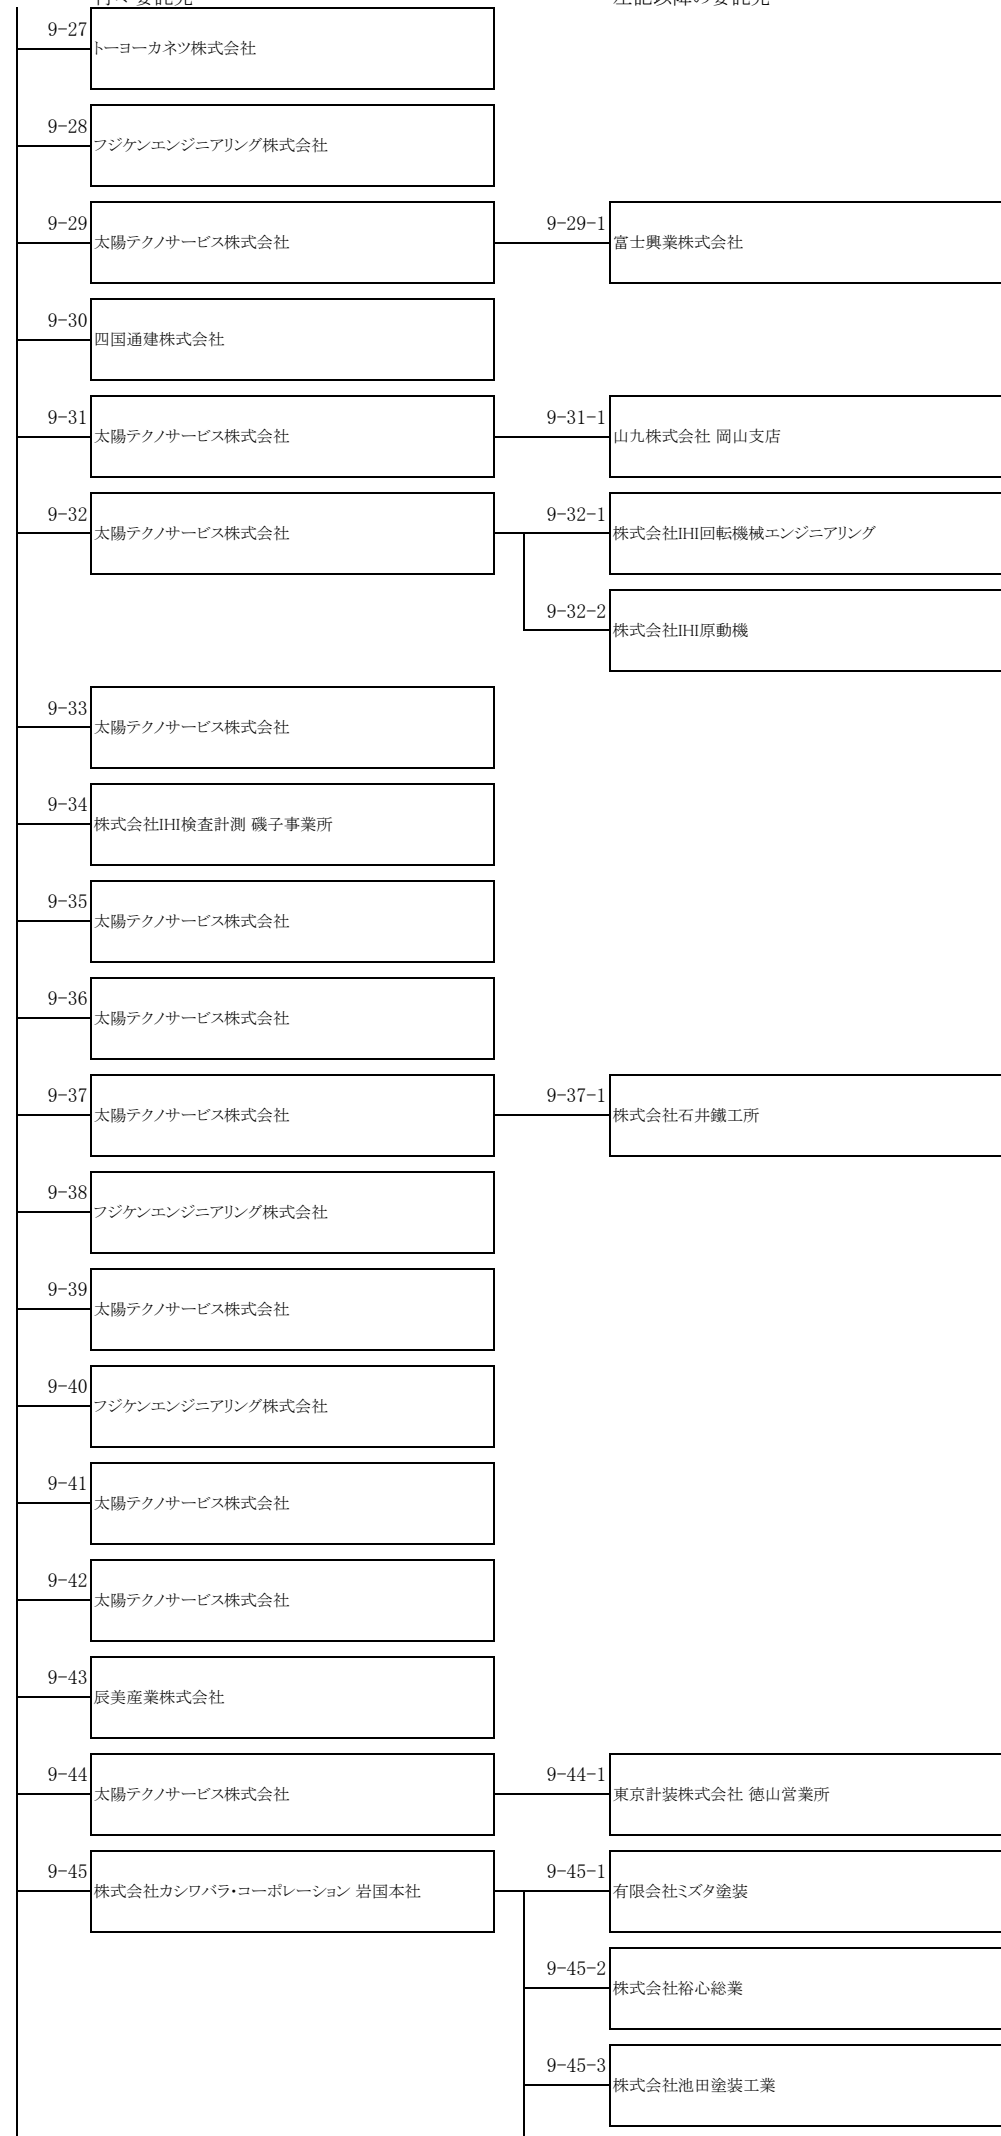 9-27
トーヨーカネツ株式会社
9-28
フジケンエンジニアリング株式会社
9-29
太陽テクノサービス株式会社
9-29-1
富士興業株式会社
9-30
四国通建株式会社
9-31
太陽テクノサービス株式会社
9-31-1
山九株式会社 岡山支店
9-32
太陽テクノサービス株式会社
9-32-1
株式会社IHI回転機械エンジニアリング
9-32-2
株式会社IHI原動機
9-33
太陽テクノサービス株式会社
9-34
株式会社IHI検査計測 磯子事業所
9-35
太陽テクノサービス株式会社
9-36
太陽テクノサービス株式会社
9-37
太陽テクノサービス株式会社
9-37-1
株式会社石井鐵工所
9-38
フジケンエンジニアリング株式会社
9-39
太陽テクノサービス株式会社
9-40
フジケンエンジニアリング株式会社
9-41
太陽テクノサービス株式会社
9-42
太陽テクノサービス株式会社
9-43
辰美産業株式会社
9-44
太陽テクノサービス株式会社
9-44-1
東京計装株式会社 徳山営業所
9-45
株式会社カシワバラ・コーポレーション 岩国本社
9-45-1
有限会社ミズタ塗装
9-45-2
株式会社裕心総業
9-45-3
株式会社池田塗装工業